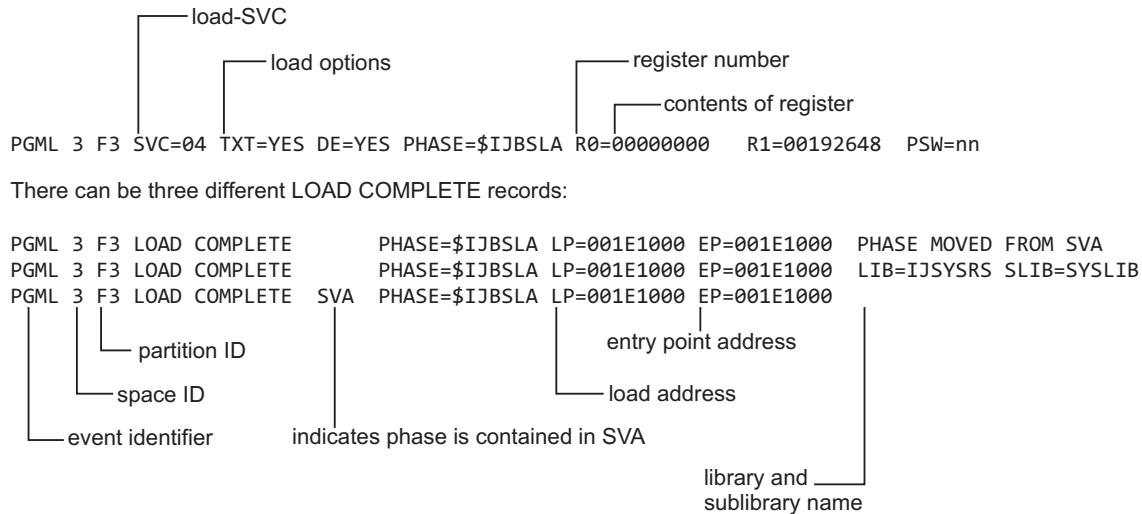 load-SVC
load options
register number
contents of register
PGML 3 F3 SVC=04 TXT=YES DE=YES PHASE=$IJBSLA R0=00000000 R1=00192648 PSW=nn
There can be three different LOAD COMPLETE records:
PGML 3 F3 LOAD COMPLETE PHASE=$IJBSLA LP=001E1000 EP=001E1000 PHASE MOVED FROM SVA
PGML 3 F3 LOAD COMPLETE PHASE=$IJBSLA LP=001E1000 EP=001E1000 LIB=IJSYSRS SLIB=SYSLIB
PGML 3 F3 LOAD COMPLETE SVA PHASE=$IJBSLA LP=001E1000 EP=001E1000
partition ID
entry point address
space ID
load address
event identifier
indicates phase is contained in SVA
library and
sublibrary name